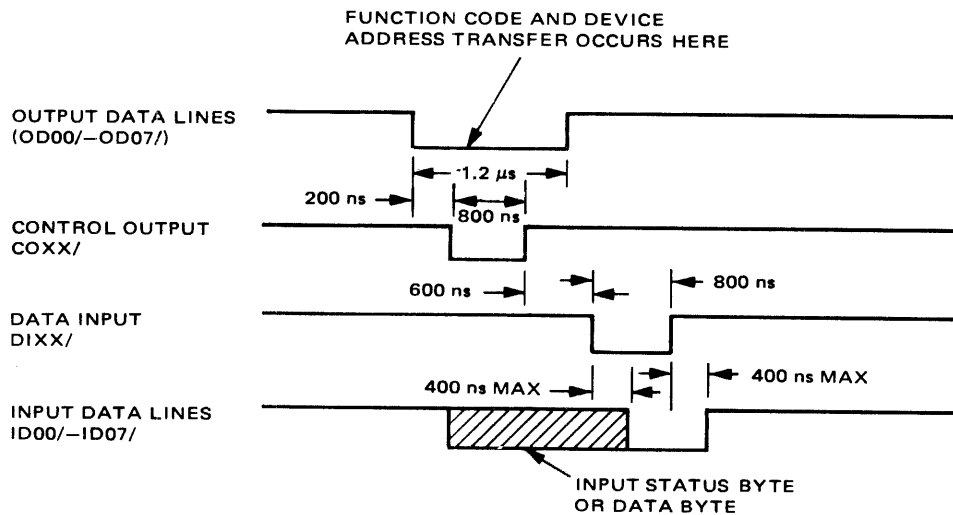 FUNCTION CODE AND DEVICE
ADDRESS TRANSFER OCCURS HERE
OUTPUT DATA LINES
(OD00/—OD07/)
1.2 μs
200 ns
800 ns
CONTROL OUTPUT
COXX/
600 ns
800 ns
DATA INPUT
DIXX/
400 ns MAX
400 ns MAX
INPUT DATA LINES
ID00/—ID07/
INPUT STATUS BYTE
OR DATA BYTE